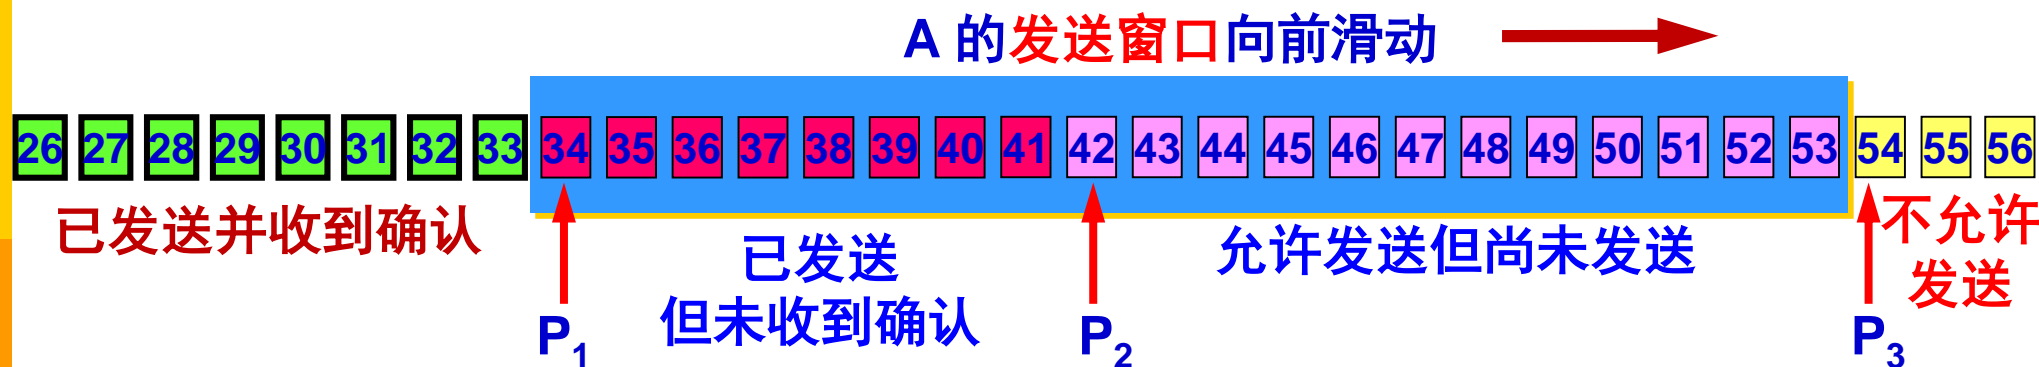 A 的发送窗口向前滑动
26 27 28 29 30 31 32 33 34 35 36 37 38 39 40 41 42 43 44 45 46 47 48 49 50 51 52 53 54 55 56
已发送并收到确认
已发送
但未收到确认
允许发送但尚未发送
不允许
发送
P1 P2 P3